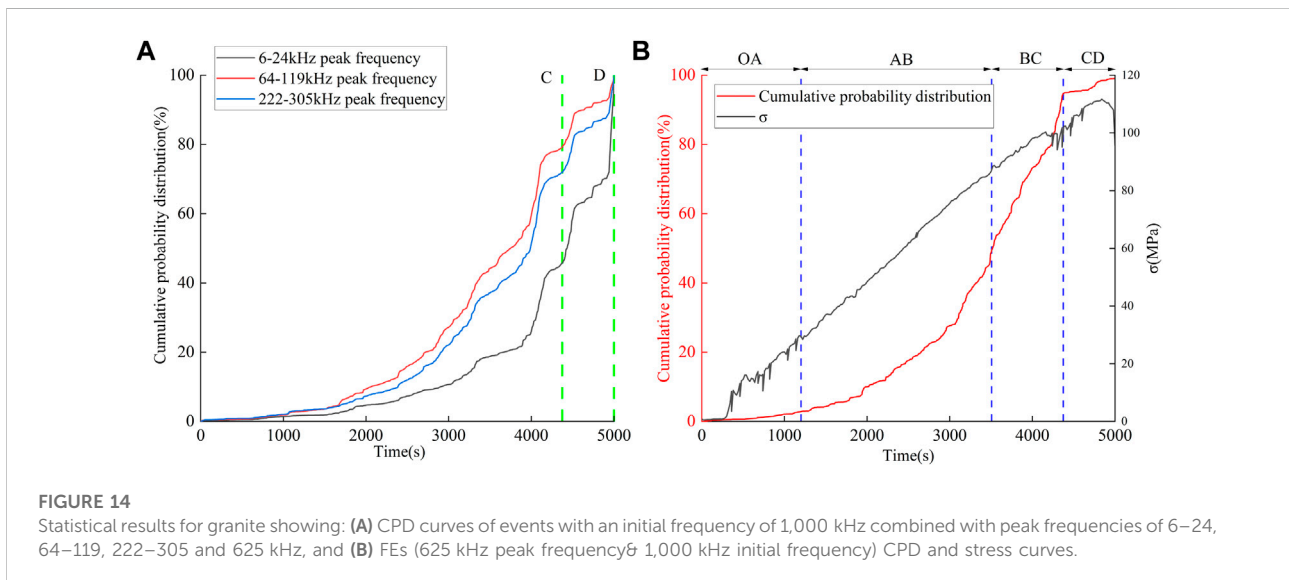 A
6-24kHz peak frequency
64-119kHz peak frequency
222-305kHz peak frequency
C
D
100
80
60
40
20
0
Cumulative probability distribution(%)
0 1000 2000 3000 4000 5000
Time(s)
B
OA AB BC CD
Cumulative probability distribution
σ
100
80
60
40
20
0
Cumulative probability distribution(%)
120
100
80
60
40
20
0
σ(MPa)
0 1000 2000 3000 4000 5000
Time(s)
FIGURE 14
Statistical results for granite showing: (A) CPD curves of events with an initial frequency of 1,000 kHz combined with peak frequencies of 6–24,
64–119, 222–305 and 625 kHz, and (B) FEs (625 kHz peak frequency& 1,000 kHz initial frequency) CPD and stress curves.